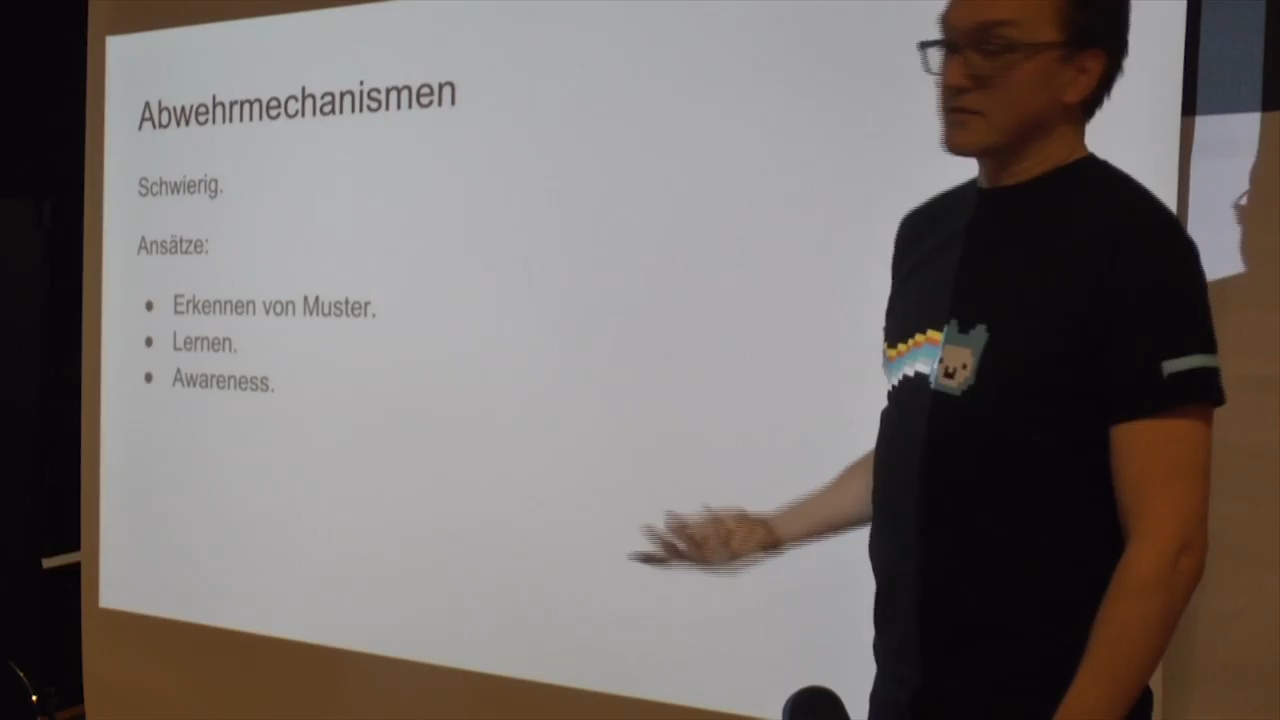 Abwehrmechanismen
Schwierig.
Ansätze:
● Erkennen von Muster.
● Lernen.
● Awareness.